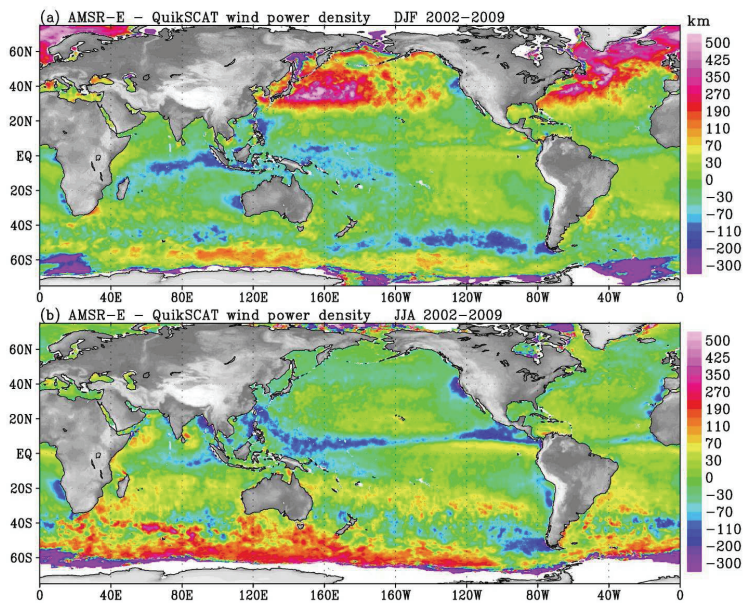 (a) AMSR-E - QuikSCAT wind power density DJF 2002-2009
km
60N
40N
20N
EQ
20S
40S
60S
0 40E 80E 120E 160E 160W 120W 80W 40W 0
500
425
350
270
190
110
70
30
0
-30
-70
-110
-200
-300
(b) AMSR-E - QuikSCAT wind power density JJA 2002-2009
60N
40N
20N
EQ
20S
40S
60S
0 40E 80E 120E 160E 160W 120W 80W 40W 0
500
425
350
270
190
110
70
30
0
-30
-70
-110
-200
-300